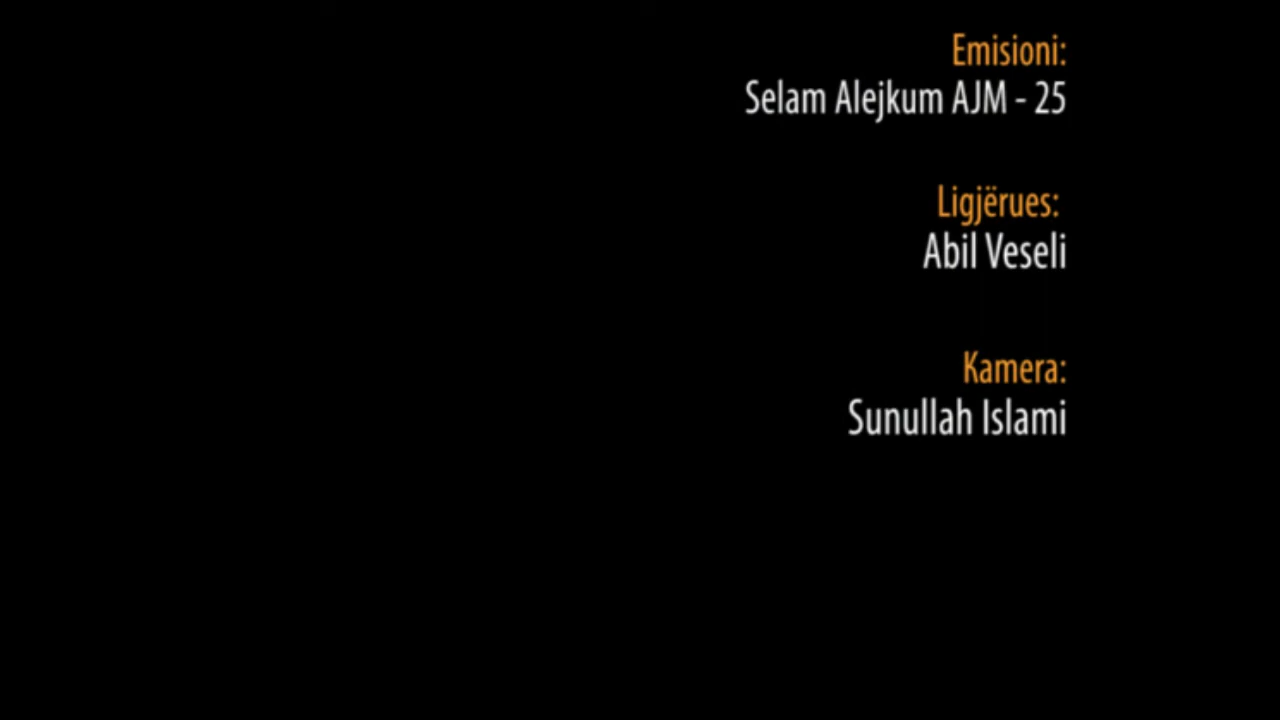 Emisioni:
Selam Alejkum AJM - 25
Ligjërues:
Abil Veseli
Kamera:
Sunullah Islami